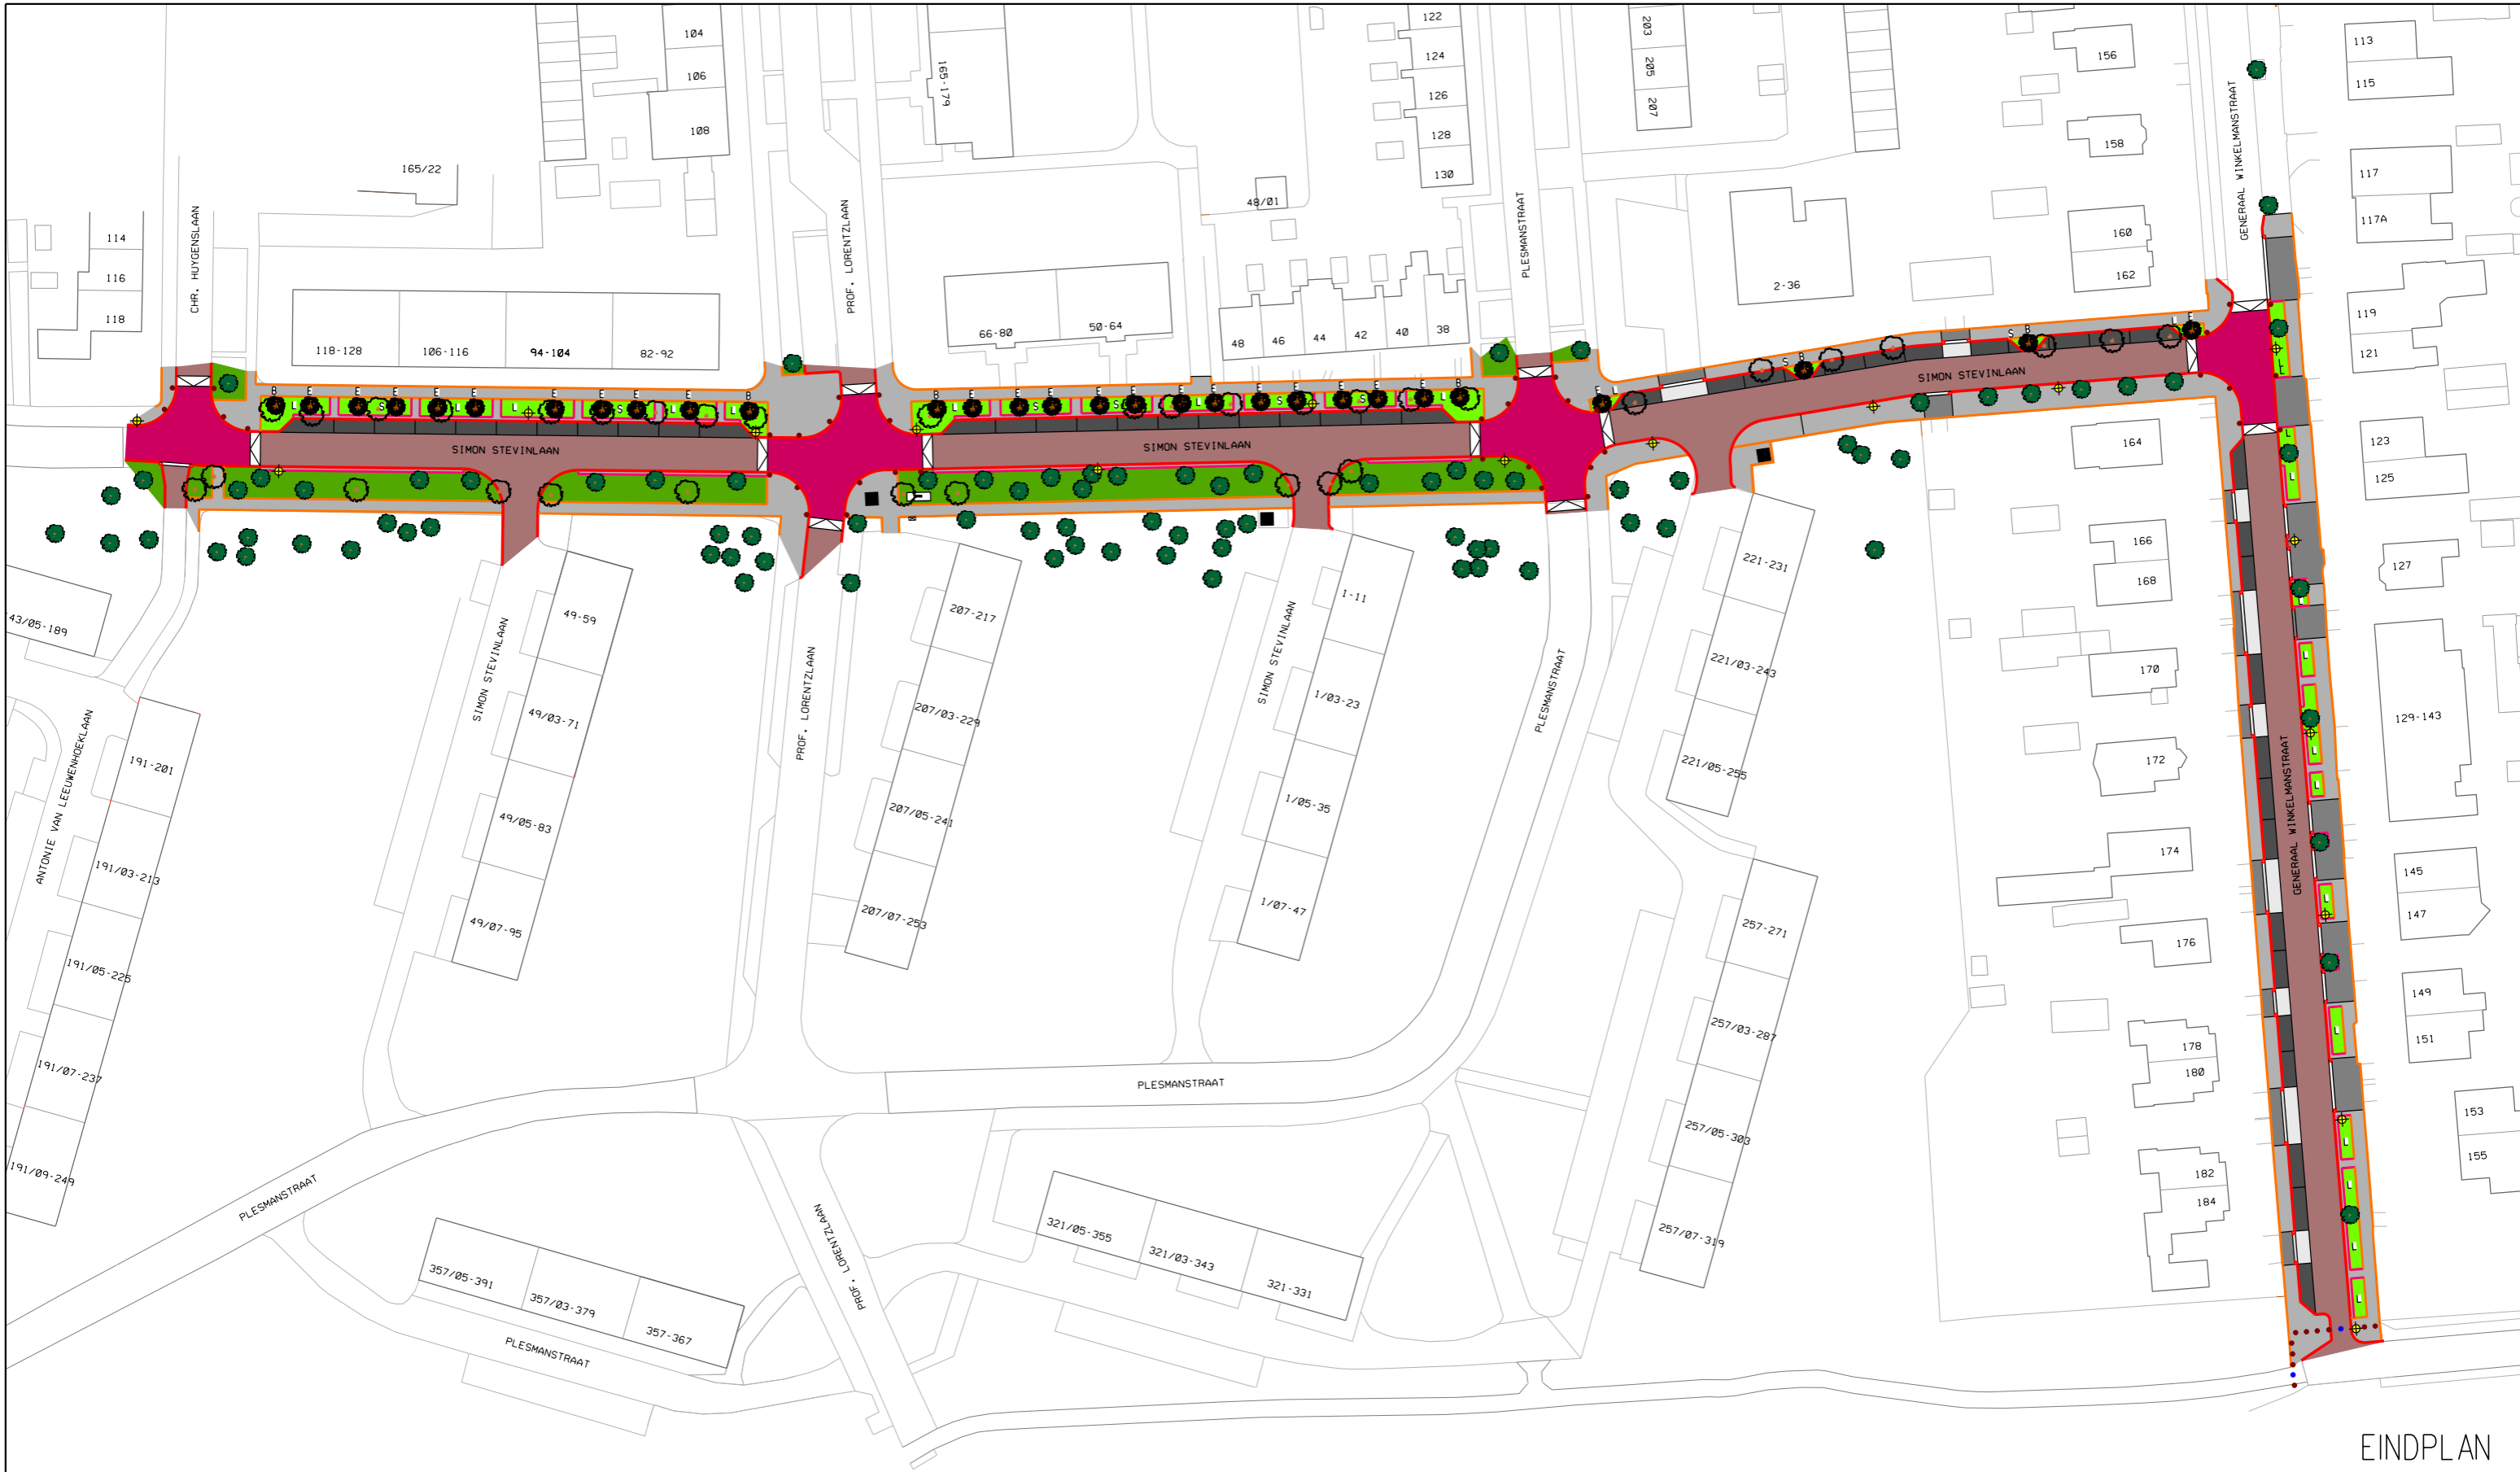 104
106
108
165-179
122
124
126
128
130
203
205
207
156
158
113
115
117
117A
165/22
48/01
CHR. HUYGENSLAAN
PROF. LORENTZLAAN
PLESMANSTRAAT
GENERAAL WINKELMANSTRAAT
114
116
118
118-128
106-116
94-104
82-92
66-80
50-64
48
46
44
42
40
38
2-36
160
162
119
121
B E E E E E E E E E B
L S L L S L L
B E E E E E E E E E E E B
L S S L S S L
E L
S B
S B
L E
SIMON STEVINLAAN
SIMON STEVINLAAN
SIMON STEVINLAAN
L
L
L
164
123
125
166
168
127
43/05-189
ANTONIE VAN LEEUWENHOEKLAAN
191-201
191/03-213
191/05-225
191/07-237
191/09-249
SIMON STEVINLAAN
49-59
49/03-71
49/05-83
49/07-95
PROF. LORENTZLAAN
207-217
207/03-229
207/05-241
207/07-253
SIMON STEVINLAAN
1-11
1/03-23
1/05-35
1/07-47
PLESMANSTRAAT
221-231
221/03-243
221/05-255
257-271
257/03-287
257/05-303
257/07-319
170
172
174
176
178
180
182
184
GENERAAL WINKELMANSTRAAT
L
L
L
L
L
L
L
L
L
L
129-143
145
147
149
151
153
155
PLESMANSTRAAT
PLESMANSTRAAT
PROF. LORENTZLAAN
357/05-391
357/03-379
357-367
PLESMANSTRAAT
321/05-355
321/03-343
321-331
EINDPLAN